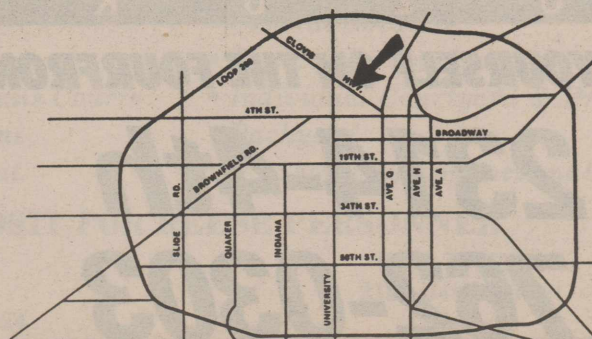 CLOVIS HWY.
LOOP 289
4TH ST.
BROADWAY
BROWNFIELD RD.
19TH ST.
SLIDE RD.
QUAKER
INDIANA
UNIVERSITY
AVE. Q
AVE. H
AVE. A
34TH ST.
50TH ST.